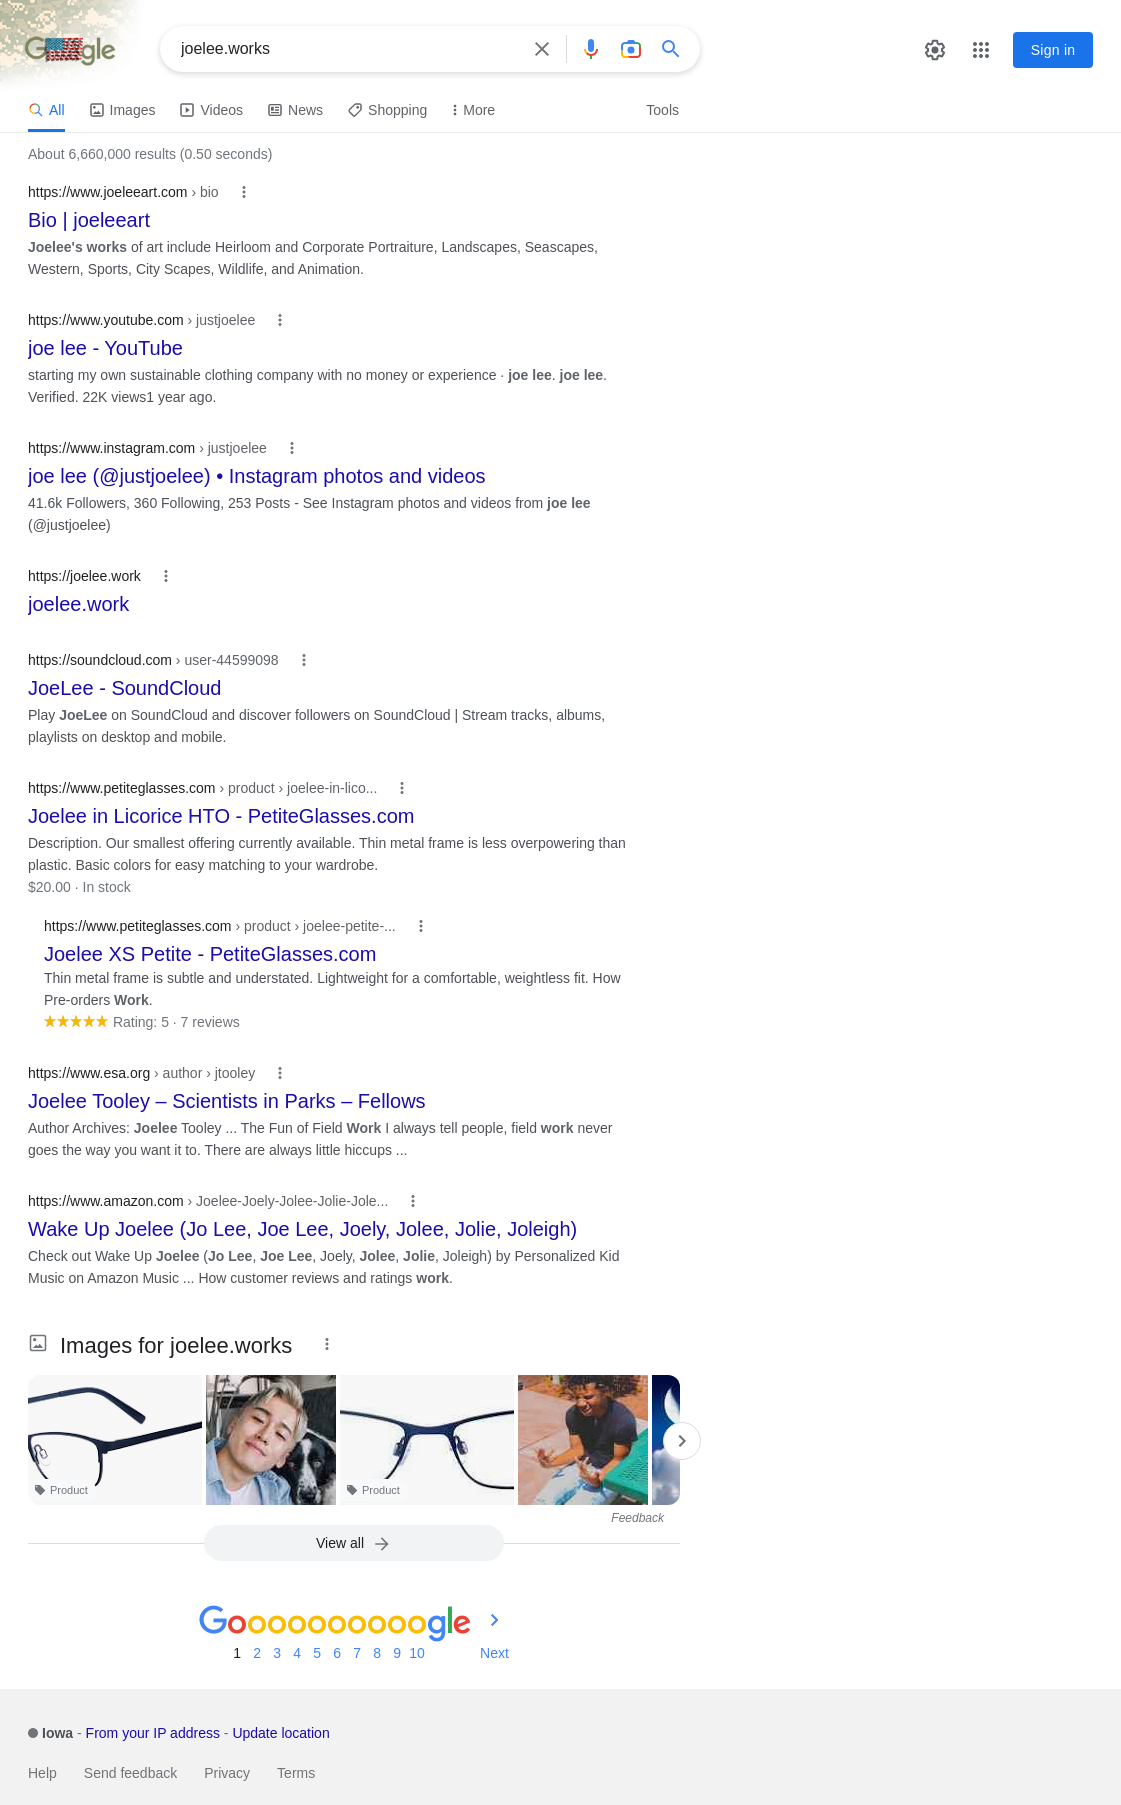 Google
joelee.works
Sign in
All Images Videos News Shopping More Tools
About 6,660,000 results (0.50 seconds)
https://www.joeleeart.com › bio
Bio | joeleeart
Joelee's works of art include Heirloom and Corporate Portraiture, Landscapes, Seascapes,
Western, Sports, City Scapes, Wildlife, and Animation.
https://www.youtube.com › justjoelee
joe lee - YouTube
starting my own sustainable clothing company with no money or experience · joe lee. joe lee.
Verified. 22K views1 year ago.
https://www.instagram.com › justjoelee
joe lee (@justjoelee) • Instagram photos and videos
41.6k Followers, 360 Following, 253 Posts - See Instagram photos and videos from joe lee
(@justjoelee)
https://joelee.work
joelee.work
https://soundcloud.com › user-44599098
JoeLee - SoundCloud
Play JoeLee on SoundCloud and discover followers on SoundCloud | Stream tracks, albums,
playlists on desktop and mobile.
https://www.petiteglasses.com › product › joelee-in-lico...
Joelee in Licorice HTO - PetiteGlasses.com
Description. Our smallest offering currently available. Thin metal frame is less overpowering than
plastic. Basic colors for easy matching to your wardrobe.
$20.00 · In stock
https://www.petiteglasses.com › product › joelee-petite-...
Joelee XS Petite - PetiteGlasses.com
Thin metal frame is subtle and understated. Lightweight for a comfortable, weightless fit. How
Pre-orders Work.
Rating: 5 · 7 reviews
https://www.esa.org › author › jtooley
Joelee Tooley – Scientists in Parks – Fellows
Author Archives: Joelee Tooley ... The Fun of Field Work I always tell people, field work never
goes the way you want it to. There are always little hiccups ...
https://www.amazon.com › Joelee-Joely-Jolee-Jolie-Jole...
Wake Up Joelee (Jo Lee, Joe Lee, Joely, Jolee, Jolie, Joleigh)
Check out Wake Up Joelee (Jo Lee, Joe Lee, Joely, Jolee, Jolie, Joleigh) by Personalized Kid
Music on Amazon Music ... How customer reviews and ratings work.
Images for joelee.works
Product Product
Feedback
View all
Goooooooooogle
1 2 3 4 5 6 7 8 9 10 Next
Iowa - From your IP address - Update location
Help Send feedback Privacy Terms